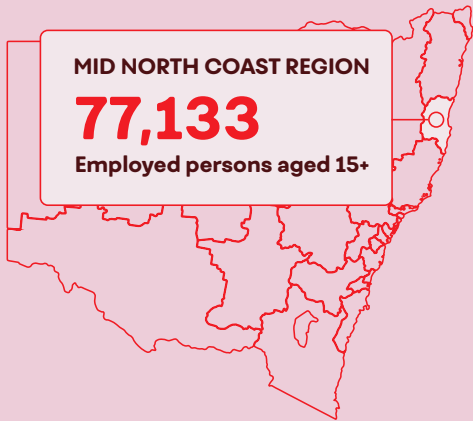 MID NORTH COAST REGION
77,133
Employed persons aged 15+